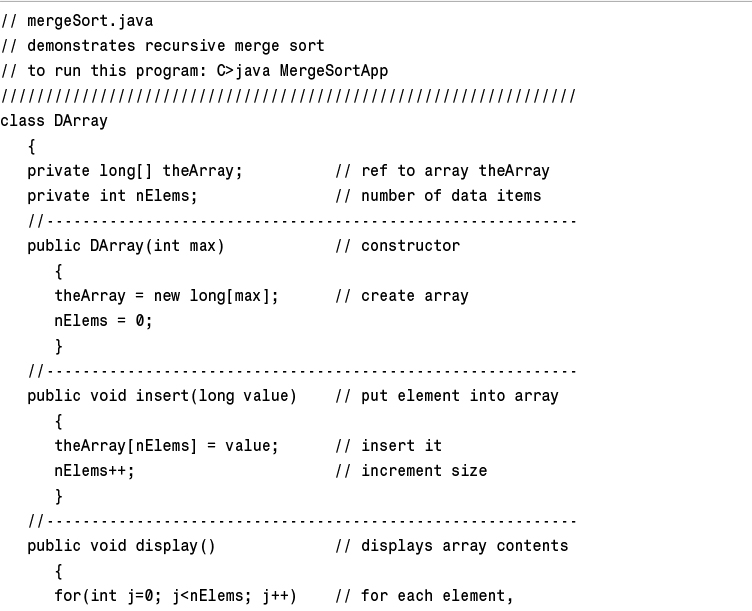 // mergeSort.java
// demonstrates recursive merge sort
// to run this program: C>java MergeSortApp
////////////////////////////////////////////////////////////////
class DArray
   {
   private long[] theArray;          // ref to array theArray
   private int nElems;               // number of data items
   //-----------------------------------------------------------
   public DArray(int max)            // constructor
      {
      theArray = new long[max];      // create array
      nElems = 0;
      }
   //-----------------------------------------------------------
   public void insert(long value)    // put element into array
      {
      theArray[nElems] = value;      // insert it
      nElems++;                      // increment size
      }
   //-----------------------------------------------------------
   public void display()             // displays array contents
      {
      for(int j=0; j<nElems; j++)    // for each element,